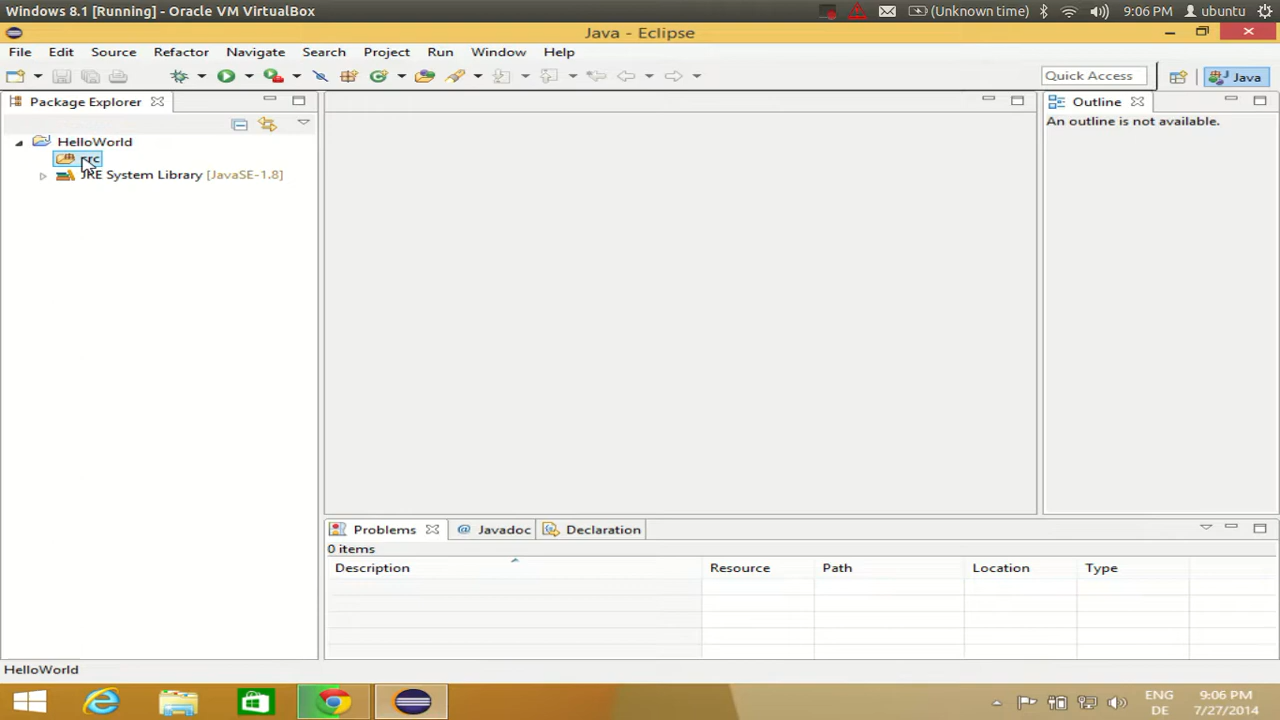 Windows 8.1 [Running] - Oracle VM VirtualBox
(Unknown time) 9:06 PM ubuntu
Java - Eclipse
File Edit Source Refactor Navigate Search Project Run Window Help
Quick Access Java
Package Explorer
Outline
An outline is not available.
HelloWorld
src
JRE System Library [JavaSE-1.8]
Problems @ Javadoc Declaration
0 items
Description Resource Path Location Type
HelloWorld
ENG 9:06 PM
DE 7/27/2014